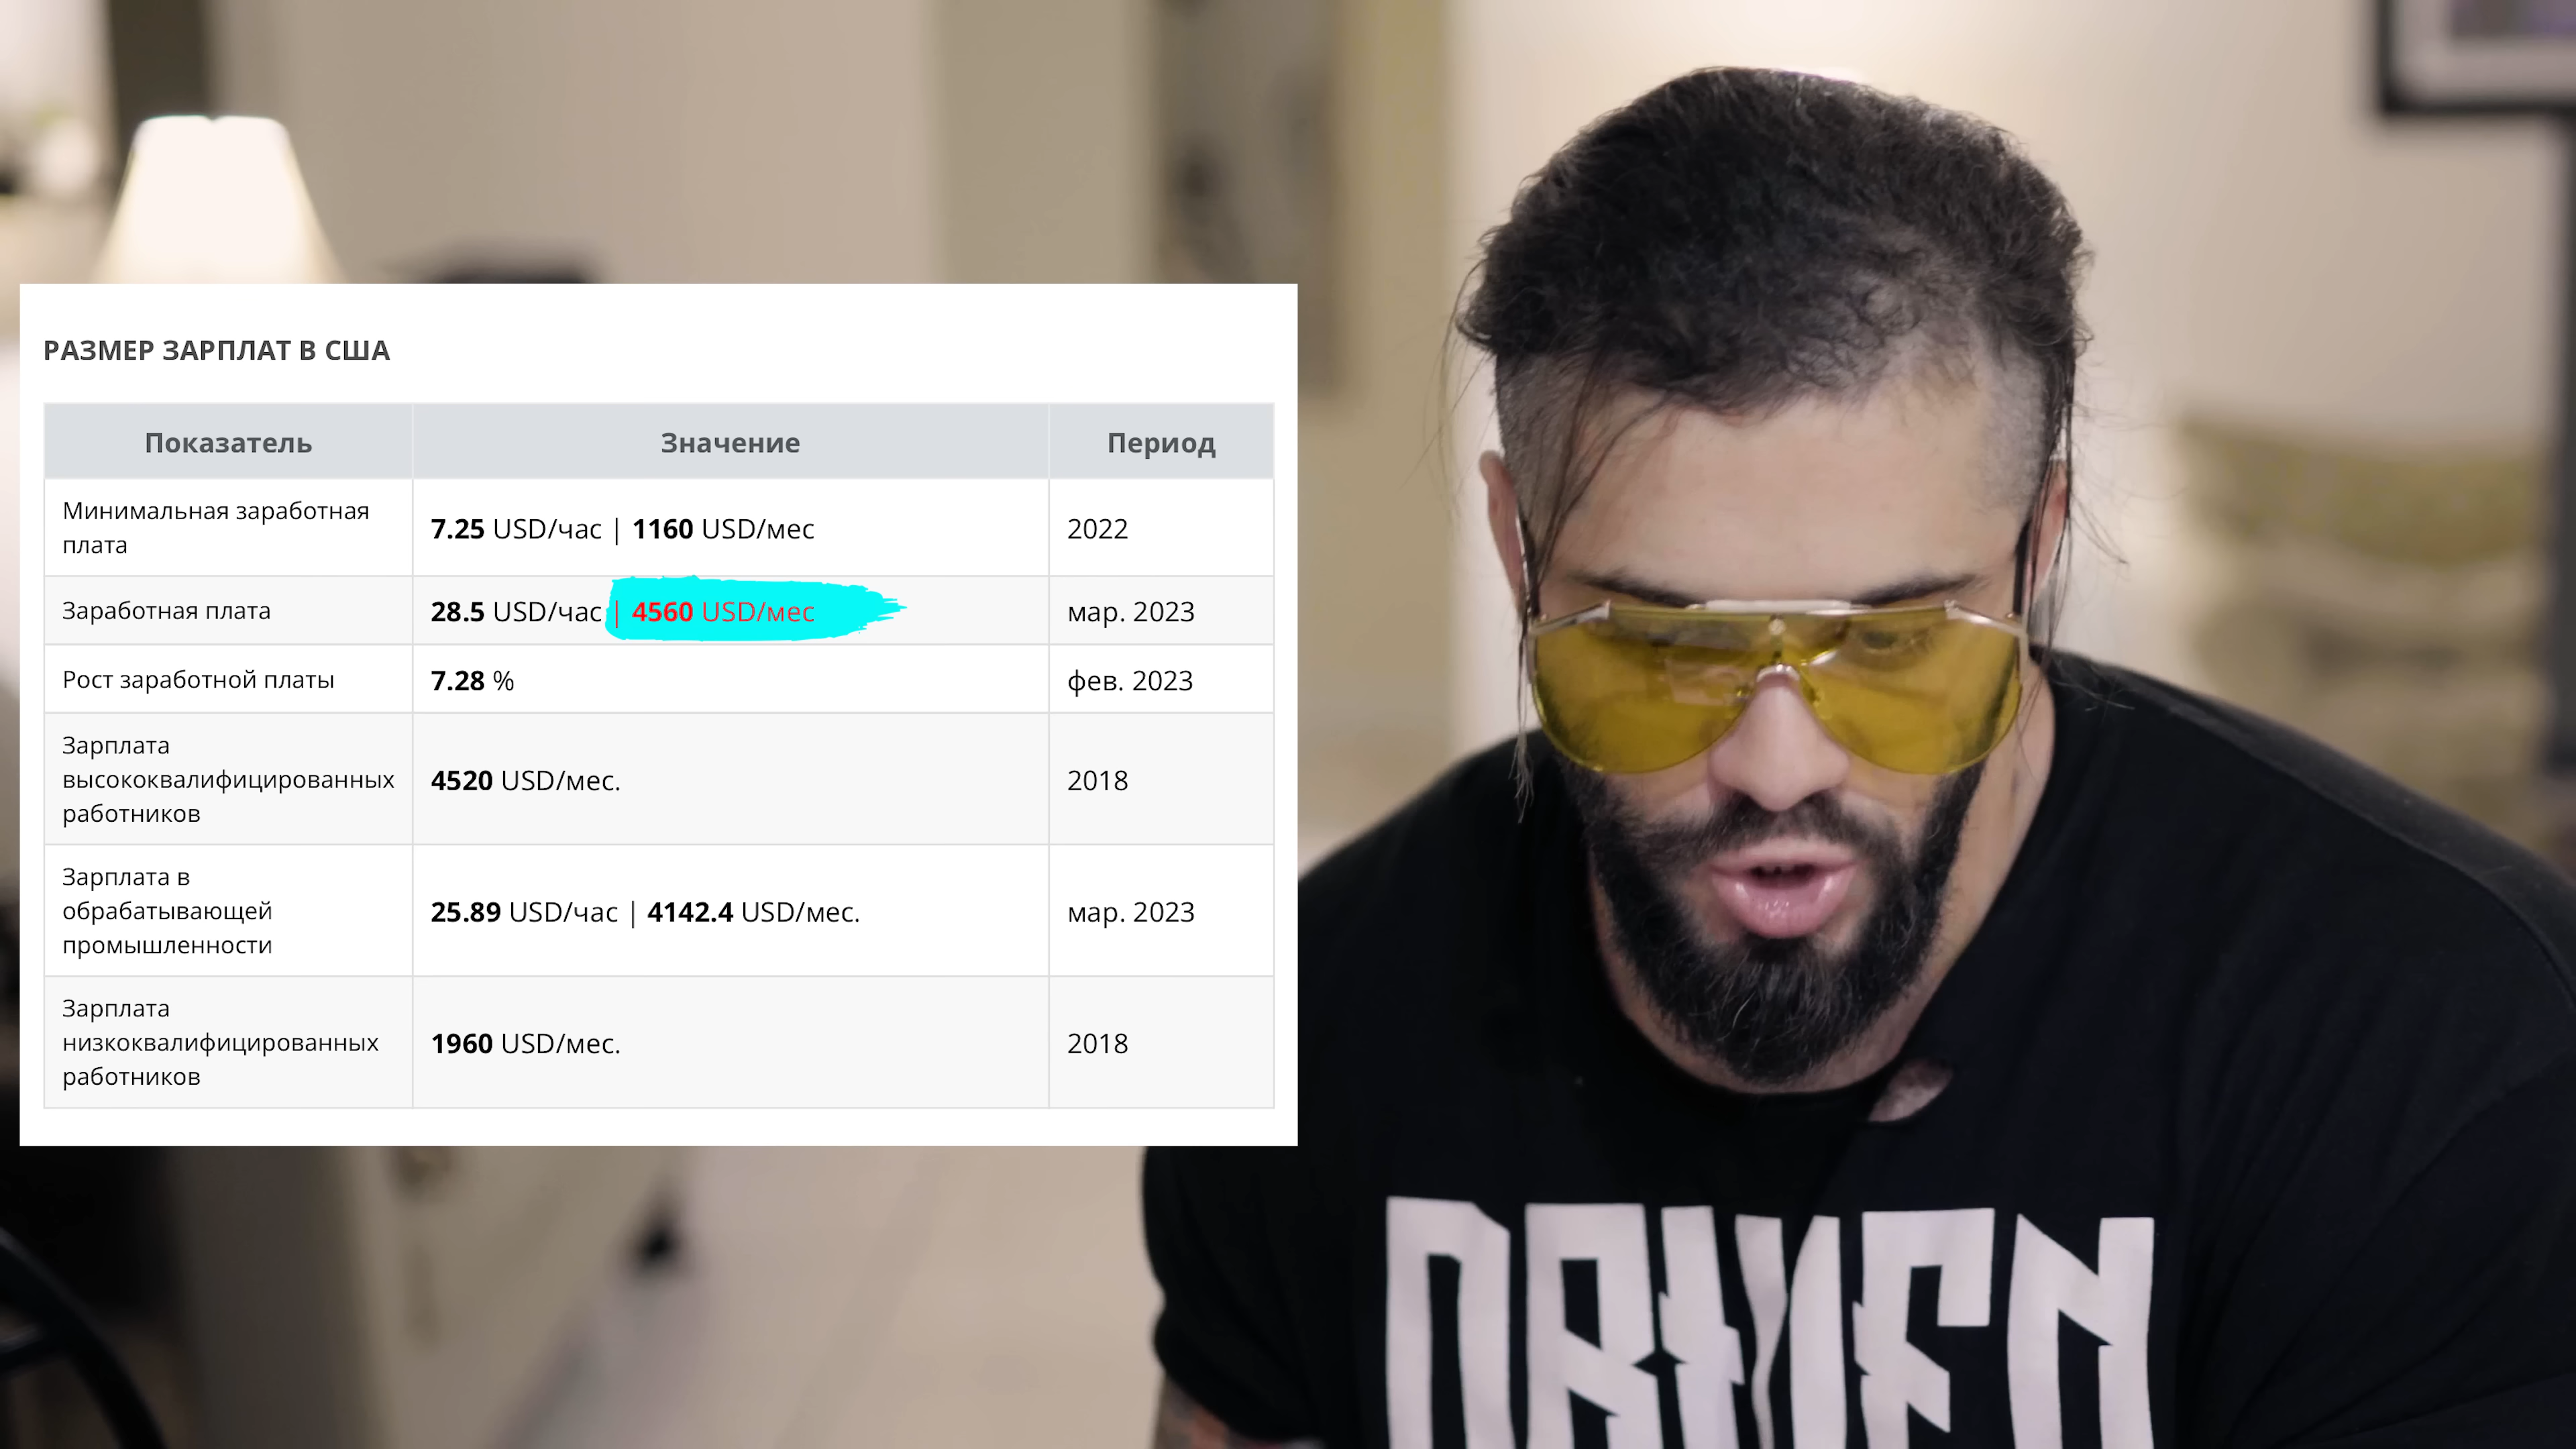 РАЗМЕР ЗАРПЛАТ В США
Показатель Значение Период
Минимальная заработная
плата
7.25 USD/час | 1160 USD/мес 2022
Заработная плата 28.5 USD/час | 4560 USD/мес мар. 2023
Рост заработной платы 7.28 % фев. 2023
Зарплата
высококвалифицированных
работников
4520 USD/мес. 2018
Зарплата в
обрабатывающей
промышленности
25.89 USD/час | 4142.4 USD/мес. мар. 2023
Зарплата
низкоквалифицированных
работников
1960 USD/мес. 2018
DRIVEN